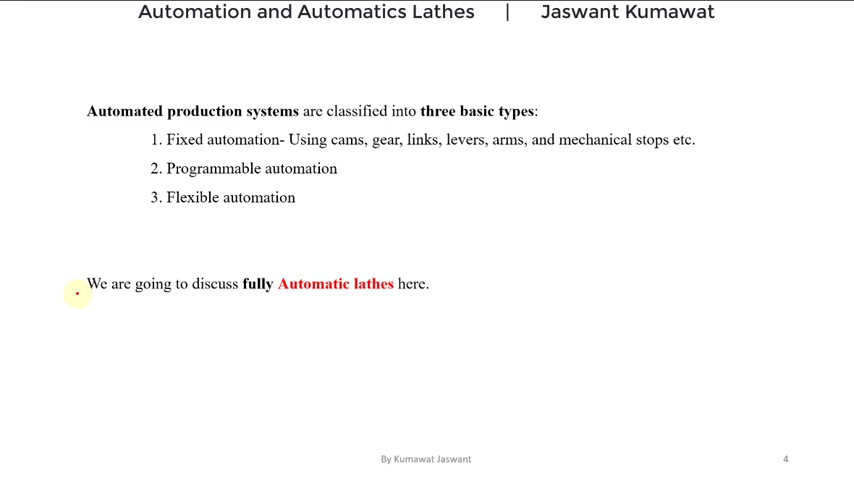 Automation and Automatics Lathes | Jaswant Kumawat
Automated production systems are classified into three basic types:
1. Fixed automation- Using cams, gear, links, levers, arms, and mechanical stops etc.
2. Programmable automation
3. Flexible automation
We are going to discuss fully Automatic lathes here.
By Kumawat Jaswant
4